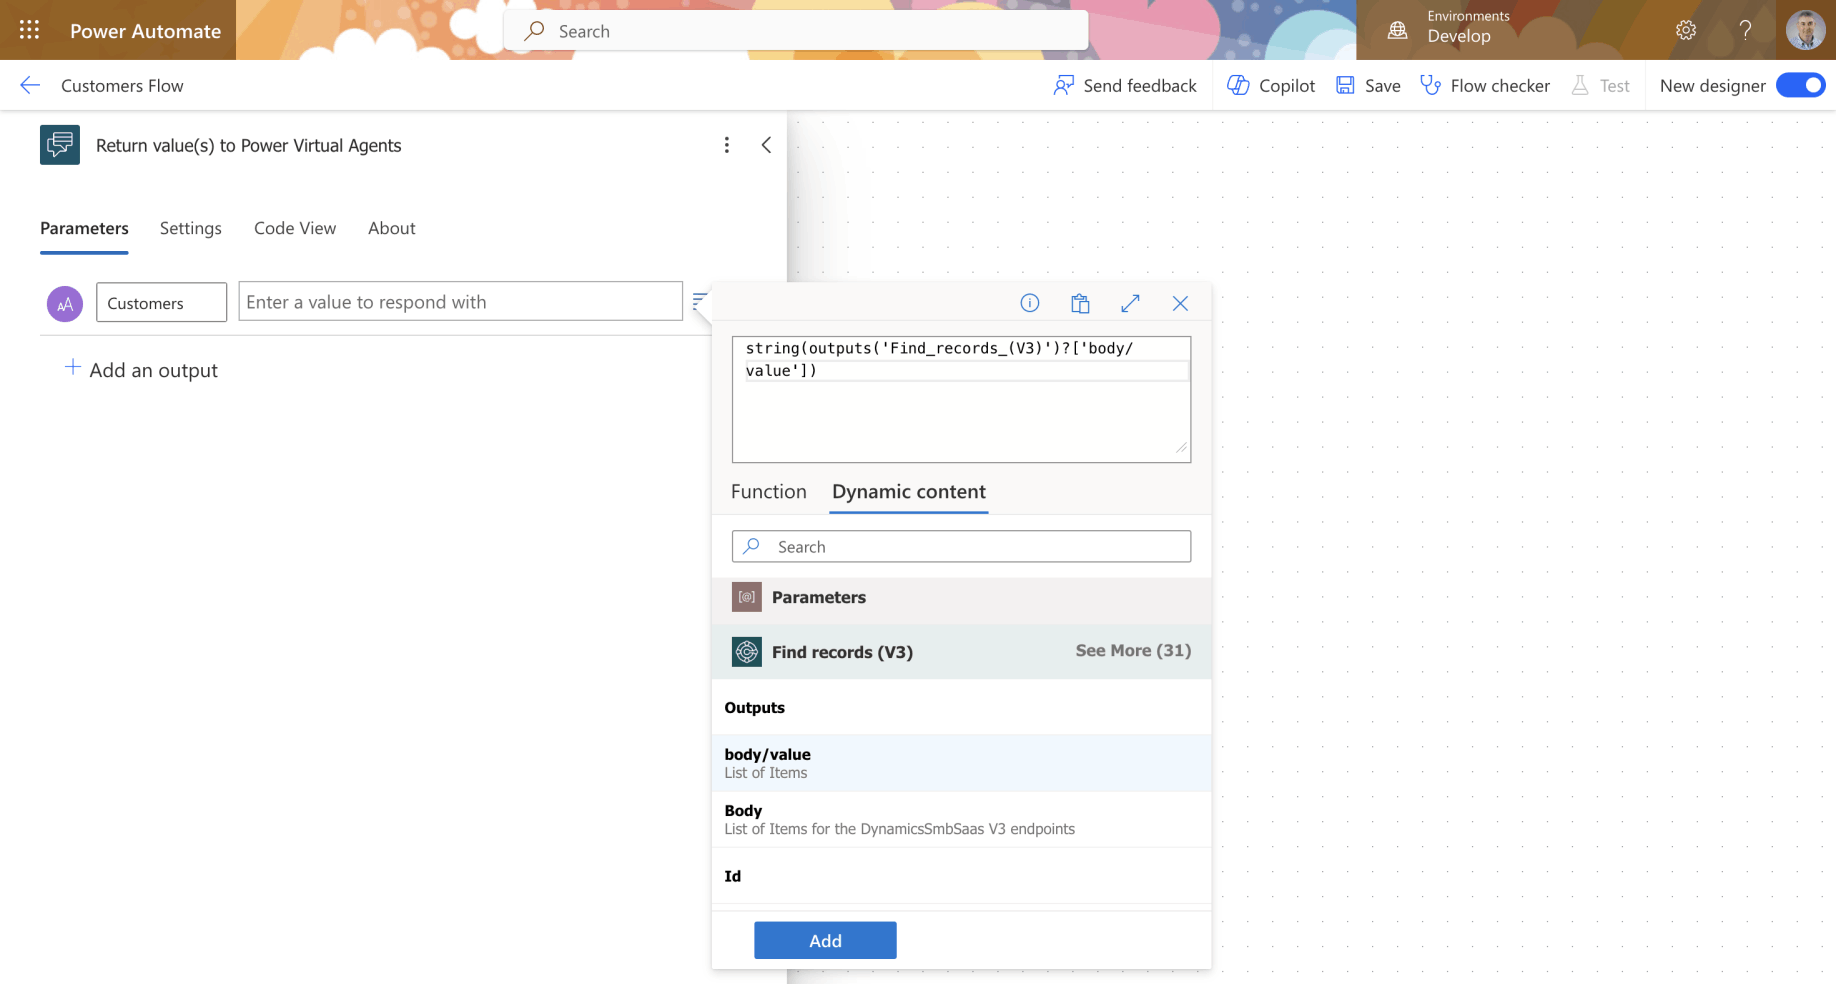 Power Automate
Search
Environments
Develop
?
Customers Flow
Send feedback
Copilot
Save
Flow checker
Test
New designer
Return value(s) to Power Virtual Agents
Parameters
Settings
Code View
About
AA
Customers
Enter a value to respond with
Add an output
string(outputs('Find_records_(V3)')?['body/
value'])
Function
Dynamic content
Search
[@]
Parameters
Find records (V3)
See More (31)
Outputs
body/value
List of Items
Body
List of Items for the DynamicsSmbSaas V3 endpoints
Id
Add